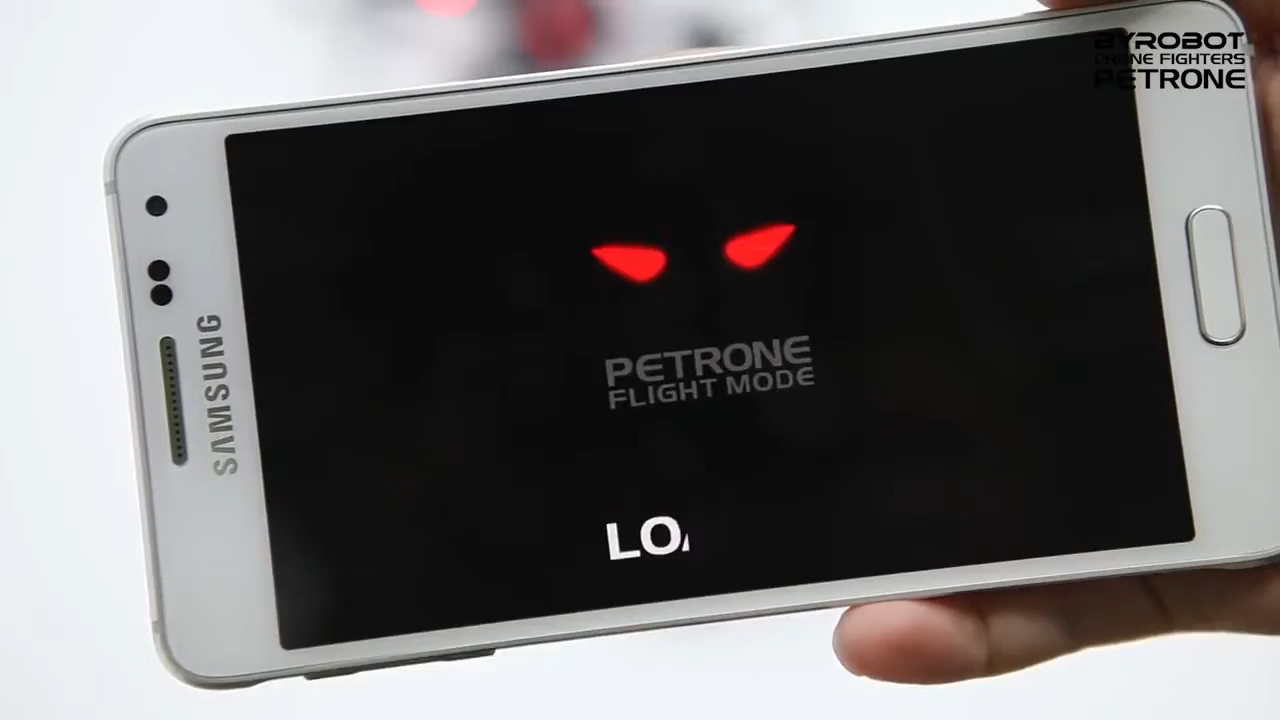 BYROBOT
DRONE FIGHTERS
PETRONE
SAMSUNG
PETRONE
FLIGHT MODE
LO